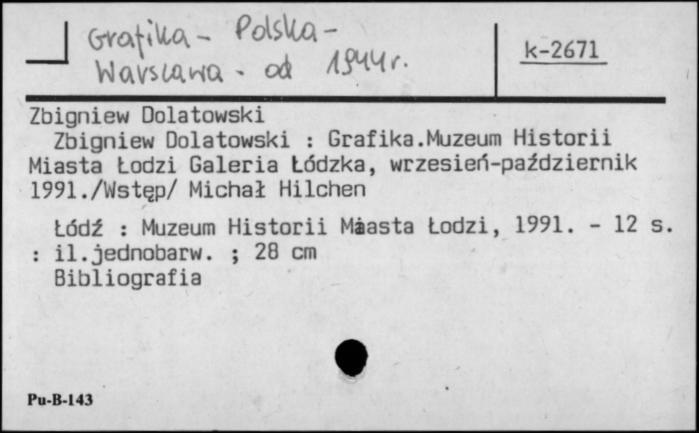 Grafika - Polska -
Warszawa - od 1944 r.
k-2671
Zbigniew Dolatowski
Zbigniew Dolatowski : Grafika.Muzeum Historii
Miasta Łodzi Galeria Łódzka, wrzesień-październik
1991./Wstęp/ Michał Hilchen
Łódź : Muzeum Historii Miasta Łodzi, 1991. - 12 s.
: il.jednobarw. ; 28 cm
Bibliografia
Pu-B-143